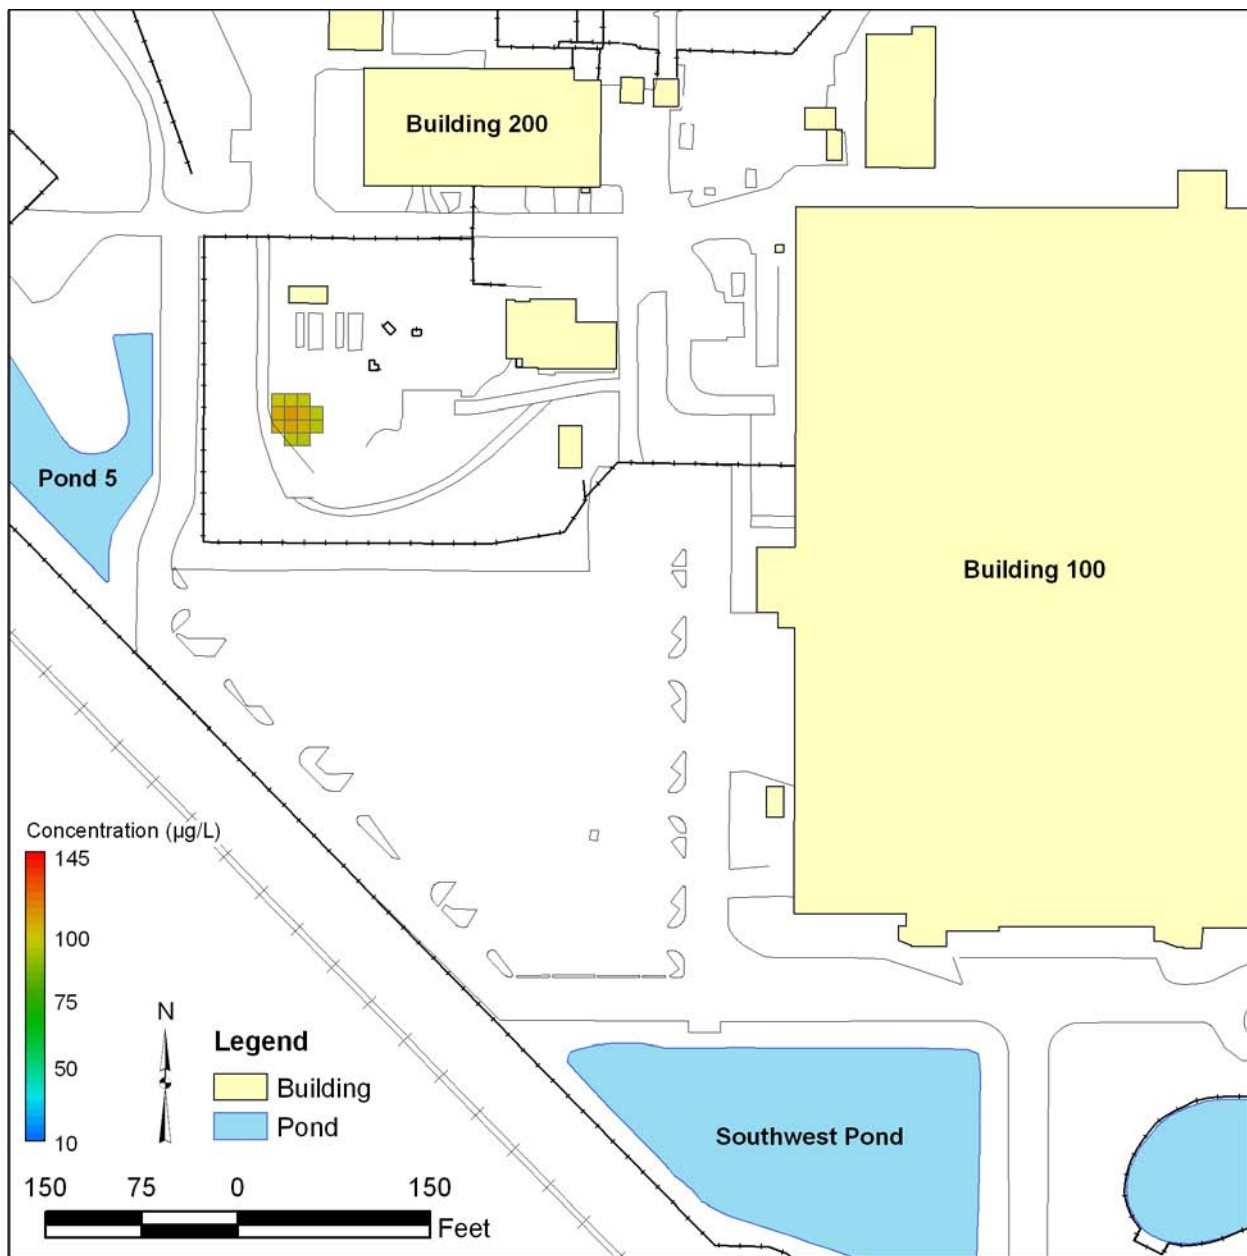 Building 200
Pond 5
Building 100
Concentration (µg/L)
145
100
75
50
10
N
Legend
Building
Pond
Southwest Pond
150 75 0 150
Feet